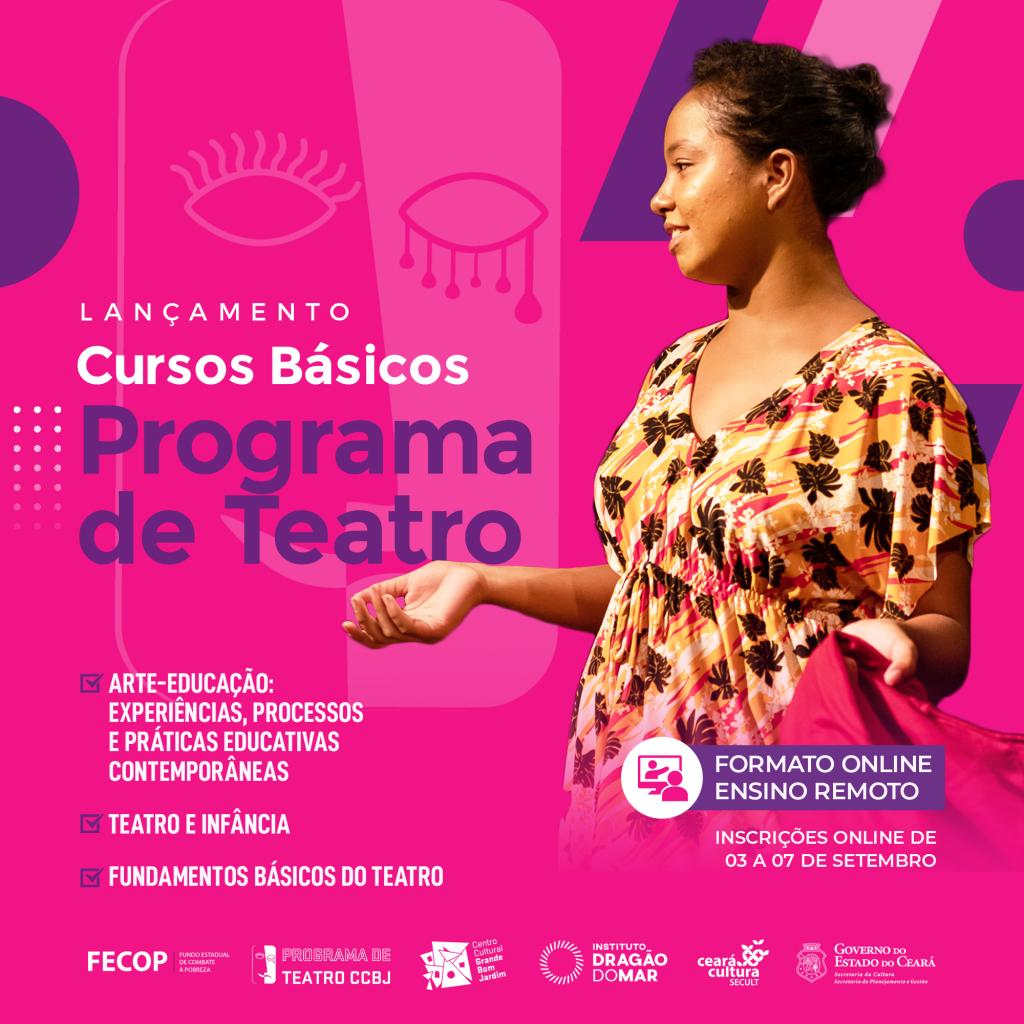 LANÇAMENTO
Cursos Básicos
Programa
de Teatro
ARTE-EDUCAÇÃO:
EXPERIÊNCIAS, PROCESSOS
E PRÁTICAS EDUCATIVAS
CONTEMPORÂNEAS
TEATRO E INFÂNCIA
FUNDAMENTOS BÁSICOS DO TEATRO
FORMATO ONLINE
ENSINO REMOTO
INSCRIÇÕES ONLINE DE
03 A 07 DE SETEMBRO
FECOP
FUNDO ESTADUAL
DE COMBATE
À POBREZA
PROGRAMA DE
TEATRO CCBJ
Centro
Cultural
Grande
Bom
Jardim
INSTITUTO
DRAGÃO
DO MAR
ceará
cultura
SECULT
GOVERNO DO
ESTADO DO CEARÁ
Secretaria da Cultura
Secretaria do Planejamento e Gestão